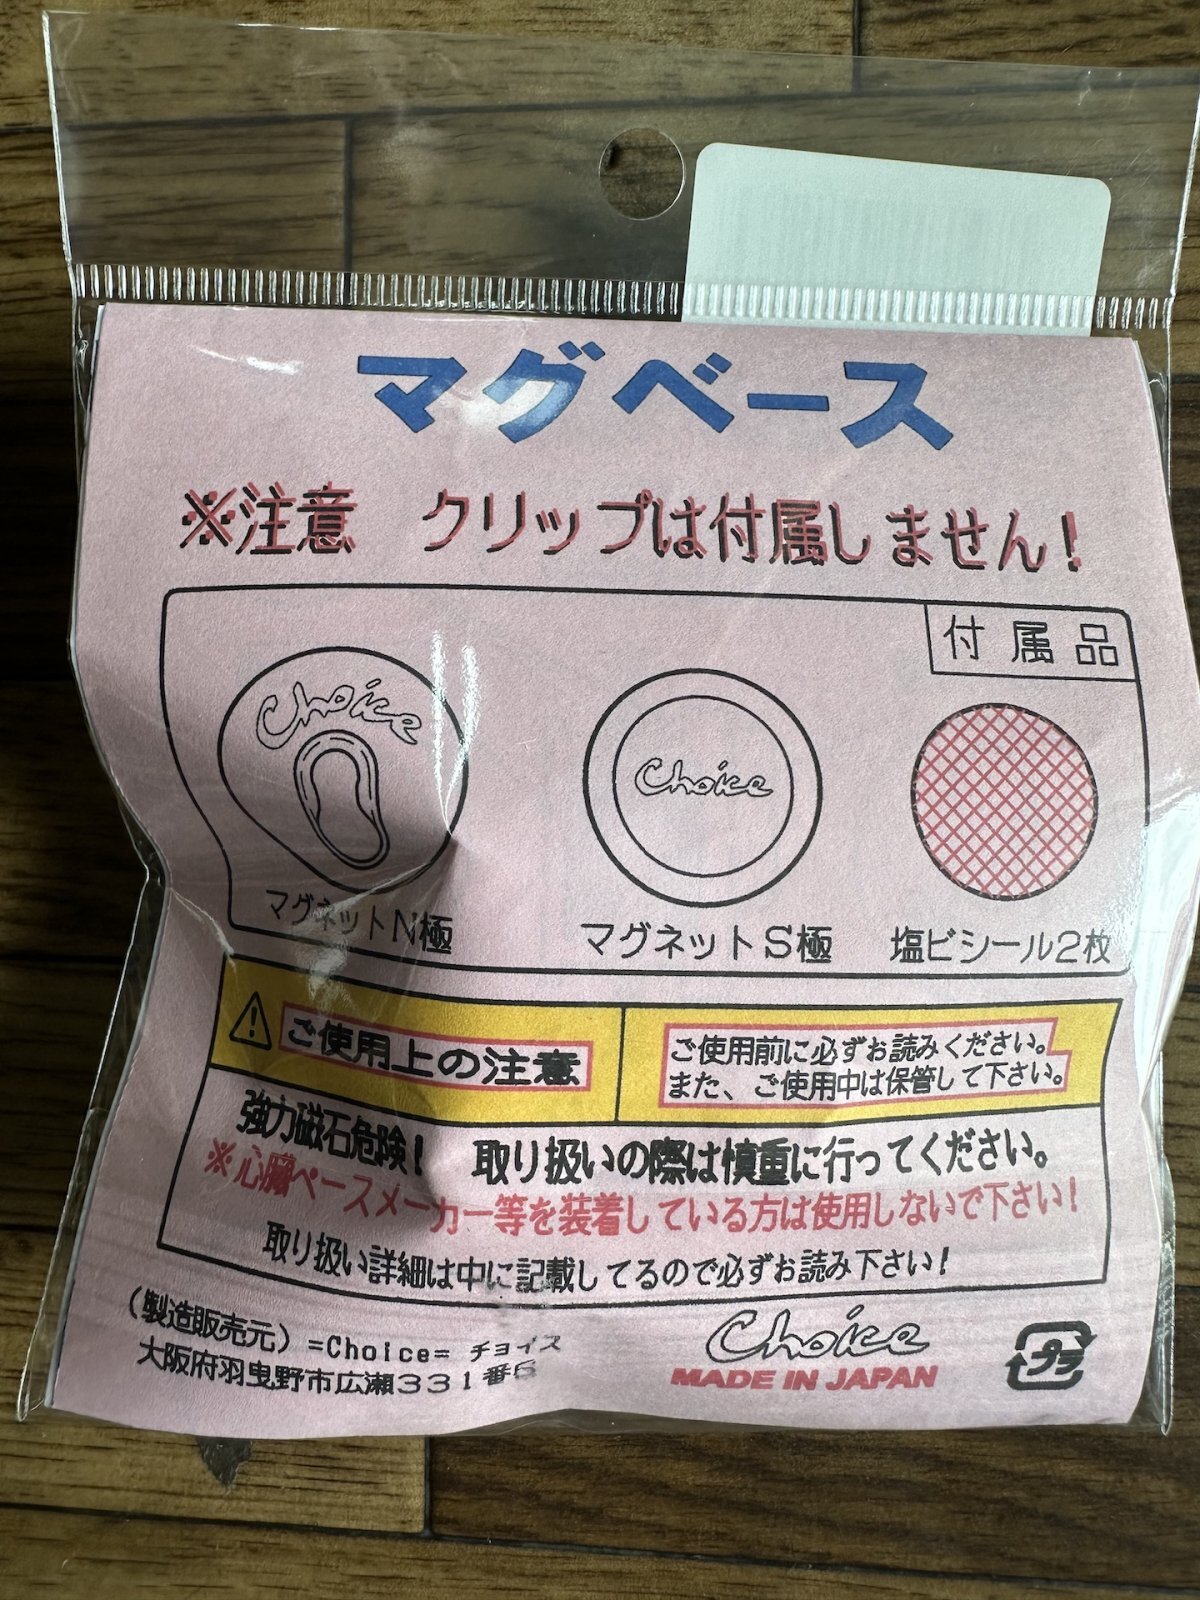 マグベース
※注意　クリップは付属しません！
付属品
Choice
Choice
マグネットN極
マグネットS極
塩ビシール2枚
ご使用上の注意
ご使用前に必ずお読みください。
また、ご使用中は保管して下さい。
強力磁石危険！　取り扱いの際は慎重に行ってください。
※心臓ペースメーカー等を装着している方は使用しないで下さい！
取り扱い詳細は中に記載してるので必ずお読み下さい！
(製造販売元) =Choice= チョイス
大阪府羽曳野市広瀬331番6
Choice
MADE IN JAPAN
プラ